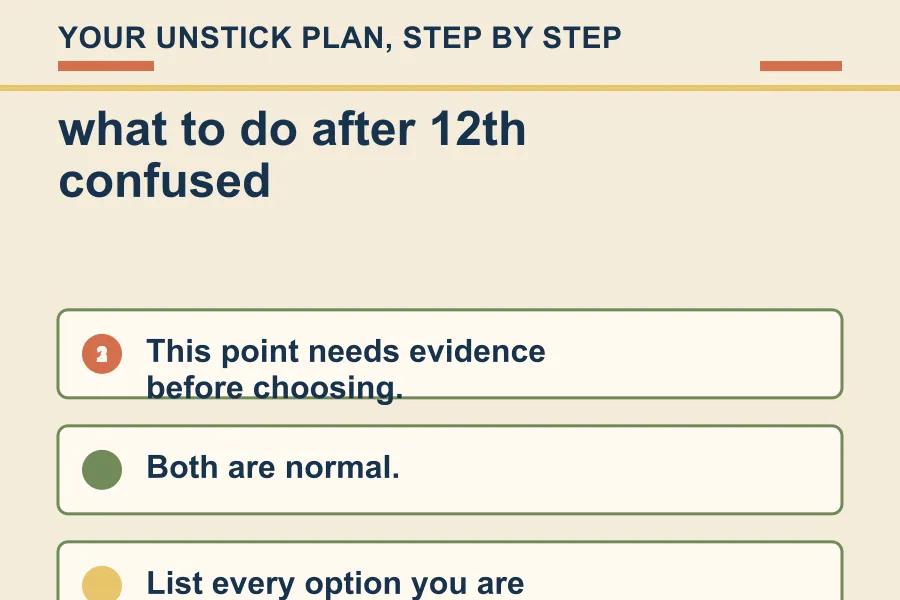 YOUR UNSTICK PLAN, STEP BY STEP
what to do after 12th
confused
This point needs evidence
before choosing.
Both are normal.
List every option you are